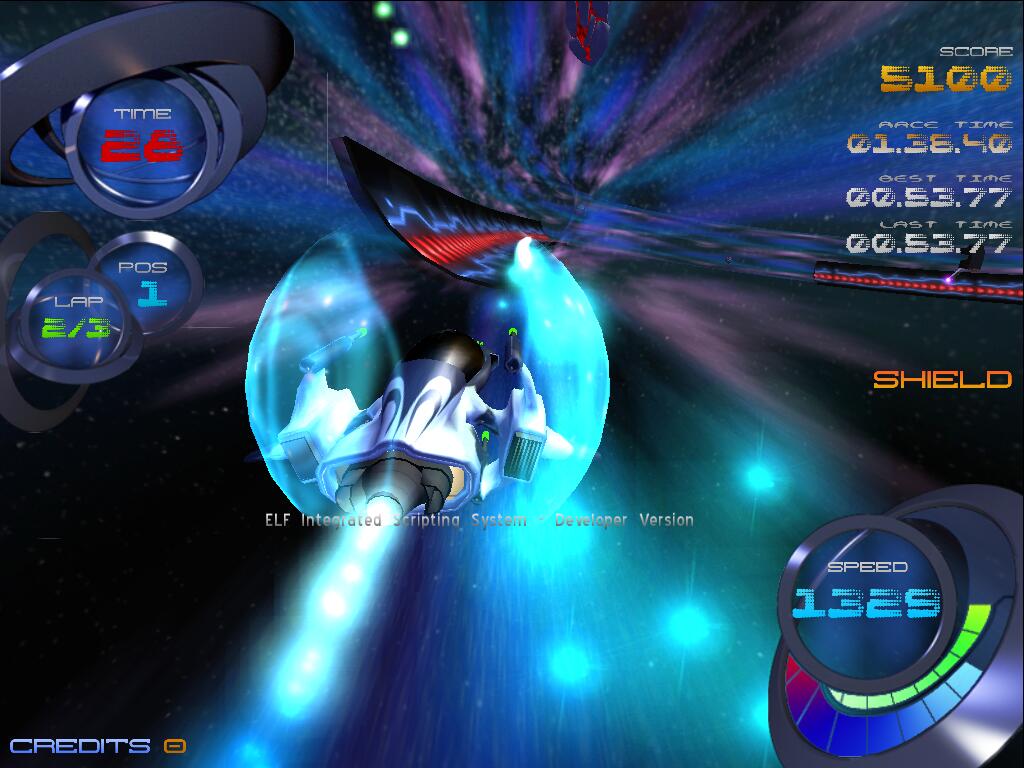 TIME
28
POS
1
LAP
2/3
SCORE
5100
RACE TIME
01.38.40
BEST TIME
00.53.77
LAST TIME
00.53.77
SHIELD
ELF Integrated Scripting System - Developer Version
SPEED
1329
CREDITS 0